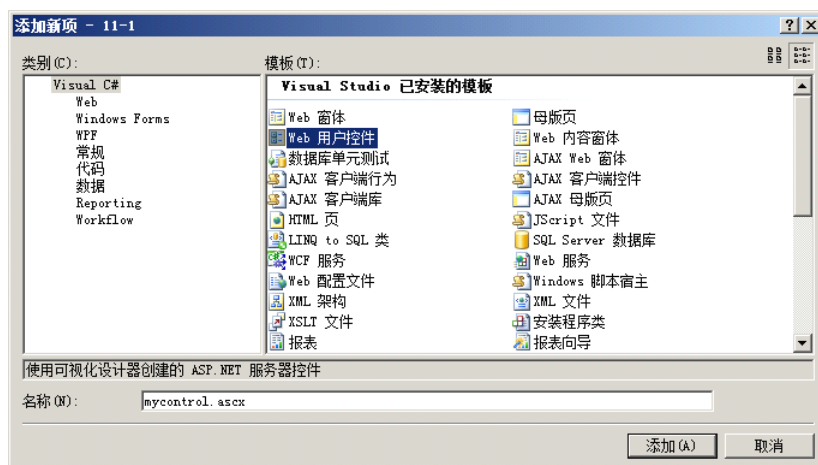 添加新项 - 11-1
类别(C):
模板(T):
Visual C#
Web
Windows Forms
WPF
常规
代码
数据
Reporting
Workflow
Visual Studio 已安装的模板
Web 窗体
母版页
Web 用户控件
Web 内容窗体
数据库单元测试
AJAX Web 窗体
AJAX 客户端行为
AJAX 客户端控件
AJAX 客户端库
AJAX 母版页
HTML 页
JScript 文件
LINQ to SQL 类
SQL Server 数据库
WCF 服务
Web 服务
Web 配置文件
Windows 脚本宿主
XML 架构
XML 文件
XSLT 文件
安装程序类
报表
报表向导
使用可视化设计器创建的 ASP.NET 服务器控件
名称(N):
mycontrol.ascx
添加(A)
取消